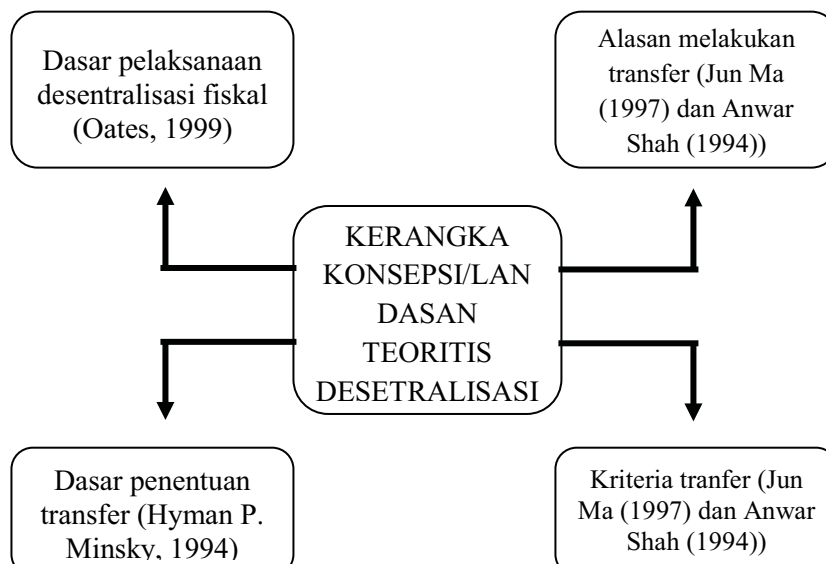 Dasar pelaksanaan
desentralisasi fiskal
(Oates, 1999)
Alasan melakukan
transfer (Jun Ma
(1997) dan Anwar
Shah (1994))
KERANGKA
KONSEPSI/LAN
DASAN
TEORITIS
DESETRALISASI
Dasar penentuan
transfer (Hyman P.
Minsky, 1994)
Kriteria tranfer (Jun
Ma (1997) dan Anwar
Shah (1994))